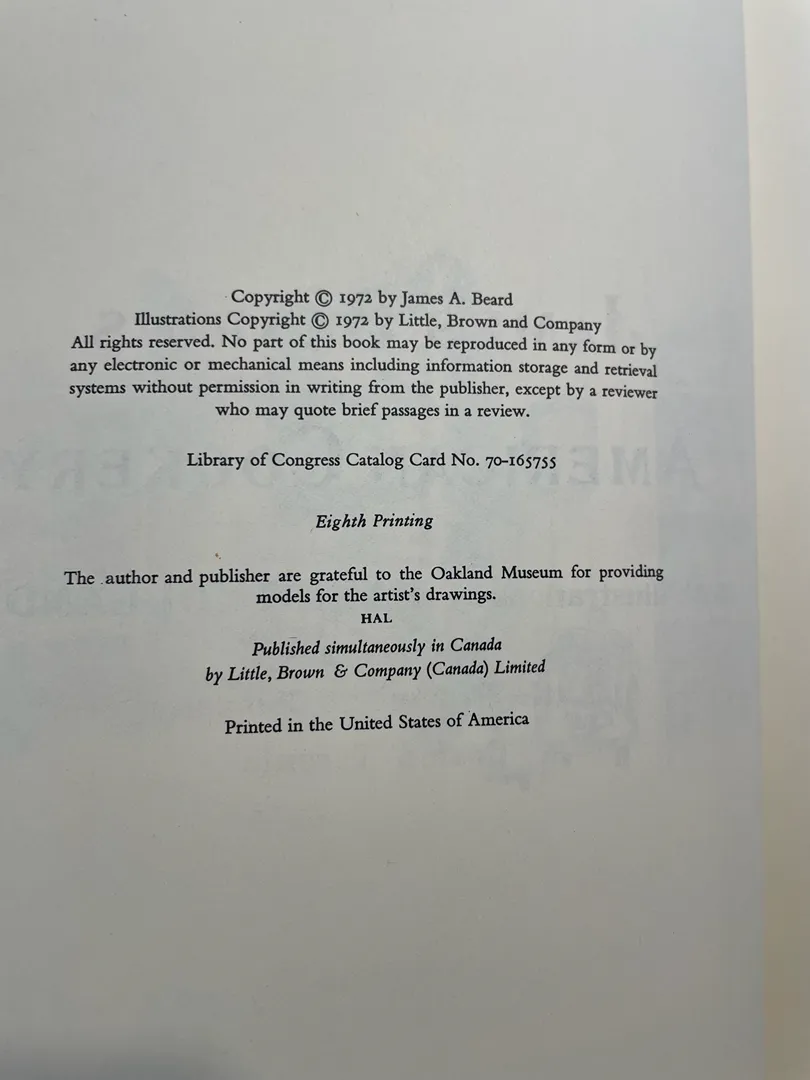 Copyright © 1972 by James A. Beard
Illustrations Copyright © 1972 by Little, Brown and Company
All rights reserved. No part of this book may be reproduced in any form or by
any electronic or mechanical means including information storage and retrieval
systems without permission in writing from the publisher, except by a reviewer
who may quote brief passages in a review.
Library of Congress Catalog Card No. 70-165755
Eighth Printing
The author and publisher are grateful to the Oakland Museum for providing
models for the artist's drawings.
HAL
Published simultaneously in Canada
by Little, Brown & Company (Canada) Limited
Printed in the United States of America